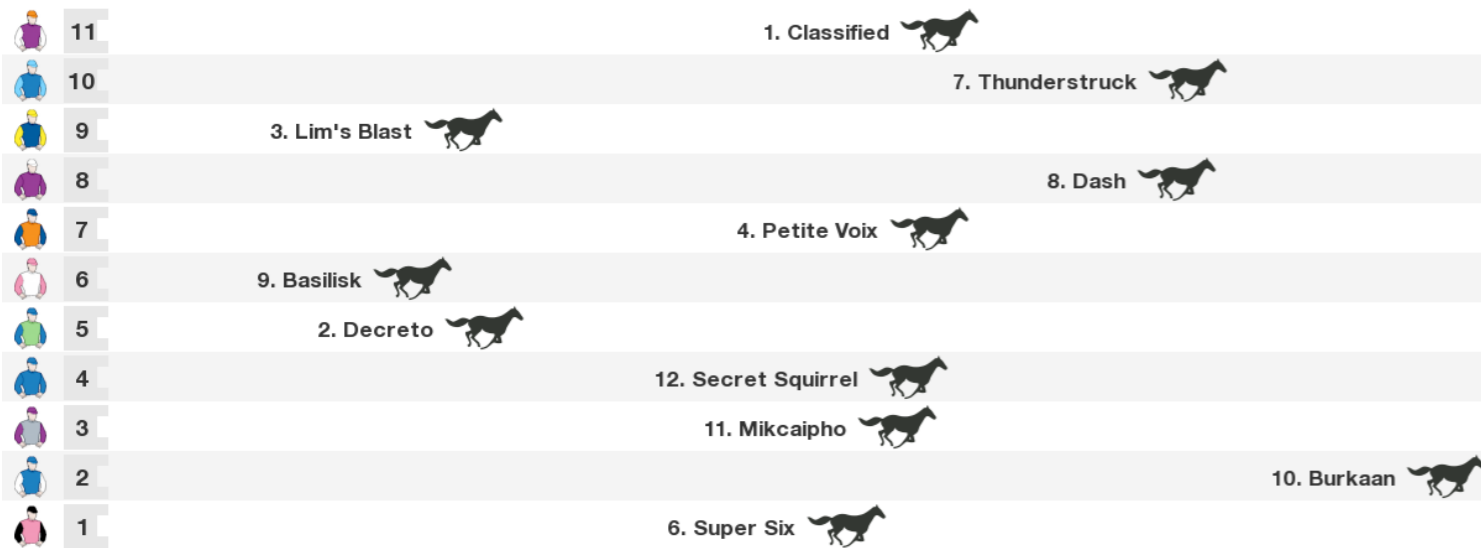 11 1. Classified
10 7. Thunderstruck
9 3. Lim's Blast
8 8. Dash
7 4. Petite Voix
6 9. Basilisk
5 2. Decreto
4 12. Secret Squirrel
3 11. Mikcaipho
2 10. Burkaan
1 6. Super Six